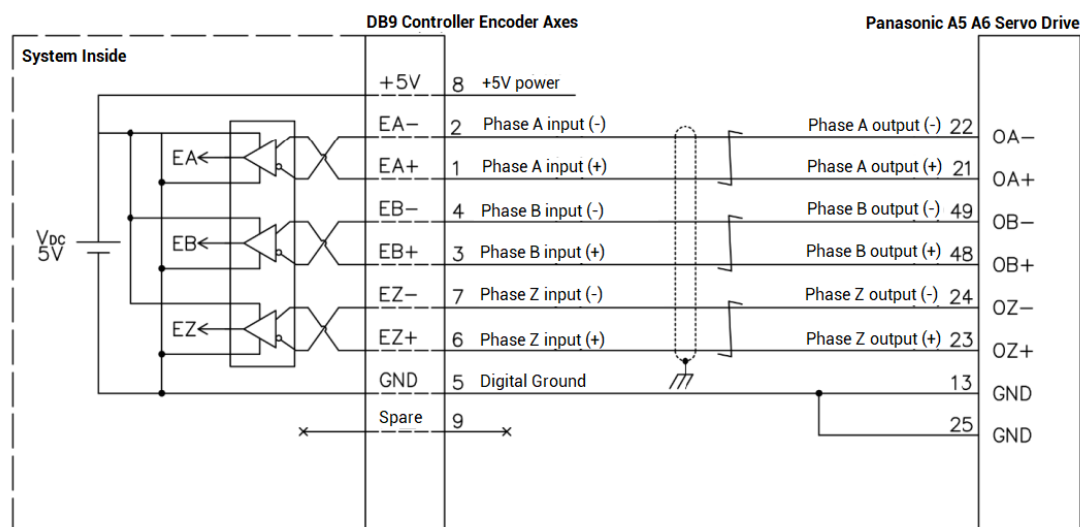 DB9 Controller Encoder Axes
Panasonic A5 A6 Servo Drive
System Inside
+5V 8 +5V power
EA- 2 Phase A input (-) Phase A output (-) 22 OA-
EA
EA+ 1 Phase A input (+) Phase A output (+) 21 OA+
EB- 4 Phase B input (-) Phase B output (-) 49 OB-
VDC
5V
EB
EB+ 3 Phase B input (+) Phase B output (+) 48 OB+
EZ- 7 Phase Z input (-) Phase Z output (-) 24 OZ-
EZ
EZ+ 6 Phase Z input (+) Phase Z output (+) 23 OZ+
GND 5 Digital Ground 13 GND
Spare 9 25 GND